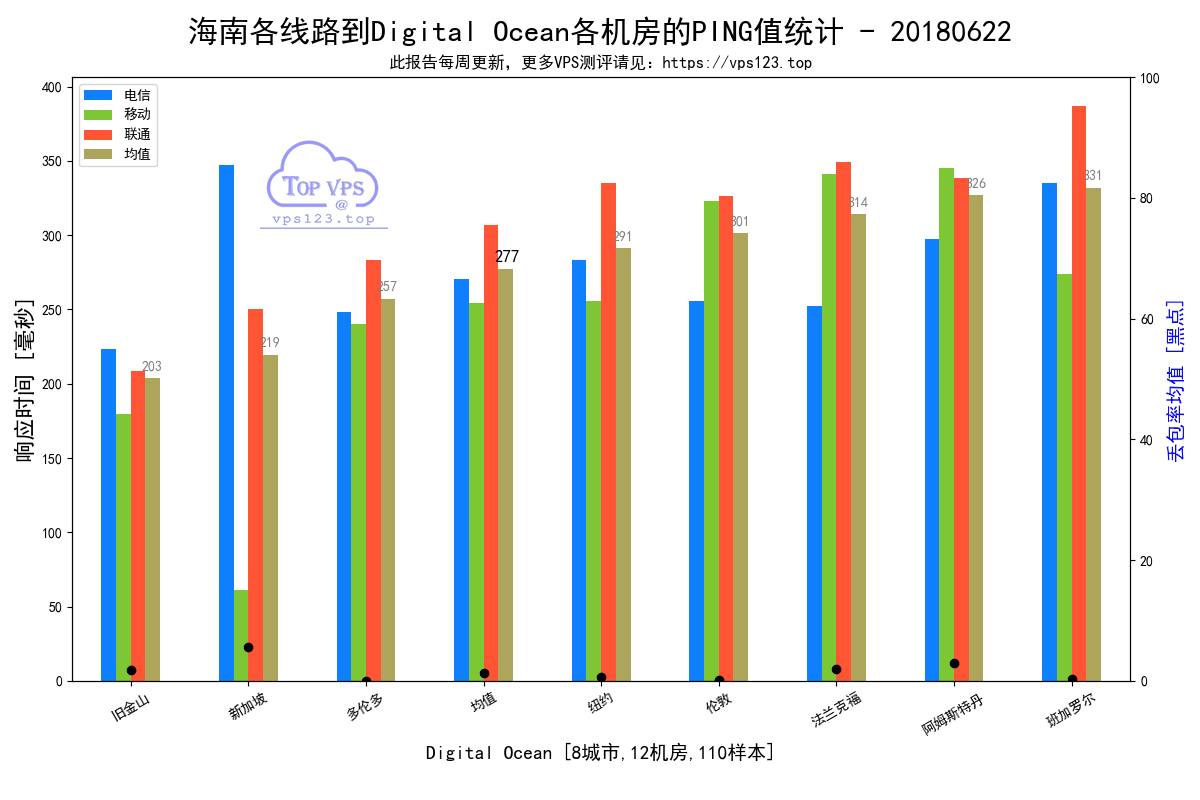 海南各线路到Digital Ocean各机房的PING值统计 - 20180622
此报告每周更新，更多VPS测评请见：https://vps123.top
电信
移动
联通
均值
TOP VPS
@
vps123.top
响应时间 [毫秒]
400
350
300
250
200
150
100
50
0
203
219
257
277
291
301
314
326
331
100
80
60
40
20
0
丢包率均值 [黑点]
旧金山
新加坡
多伦多
均值
纽约
伦敦
法兰克福
阿姆斯特丹
班加罗尔
Digital Ocean [8城市,12机房,110样本]